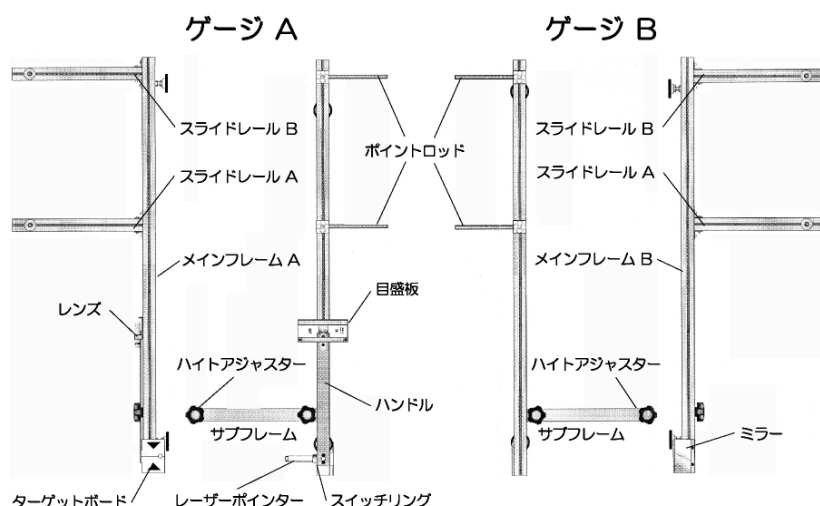 ゲージ A
ゲージ B
スライドレール B
ポイントロッド
スライドレール B
スライドレール A
スライドレール A
メインフレーム A
メインフレーム B
目盛板
レンズ
ハイトアジャスター
ハイトアジャスター
ハンドル
サブフレーム
サブフレーム
ミラー
ターゲットボード
レーザーポインター
スイッチリング